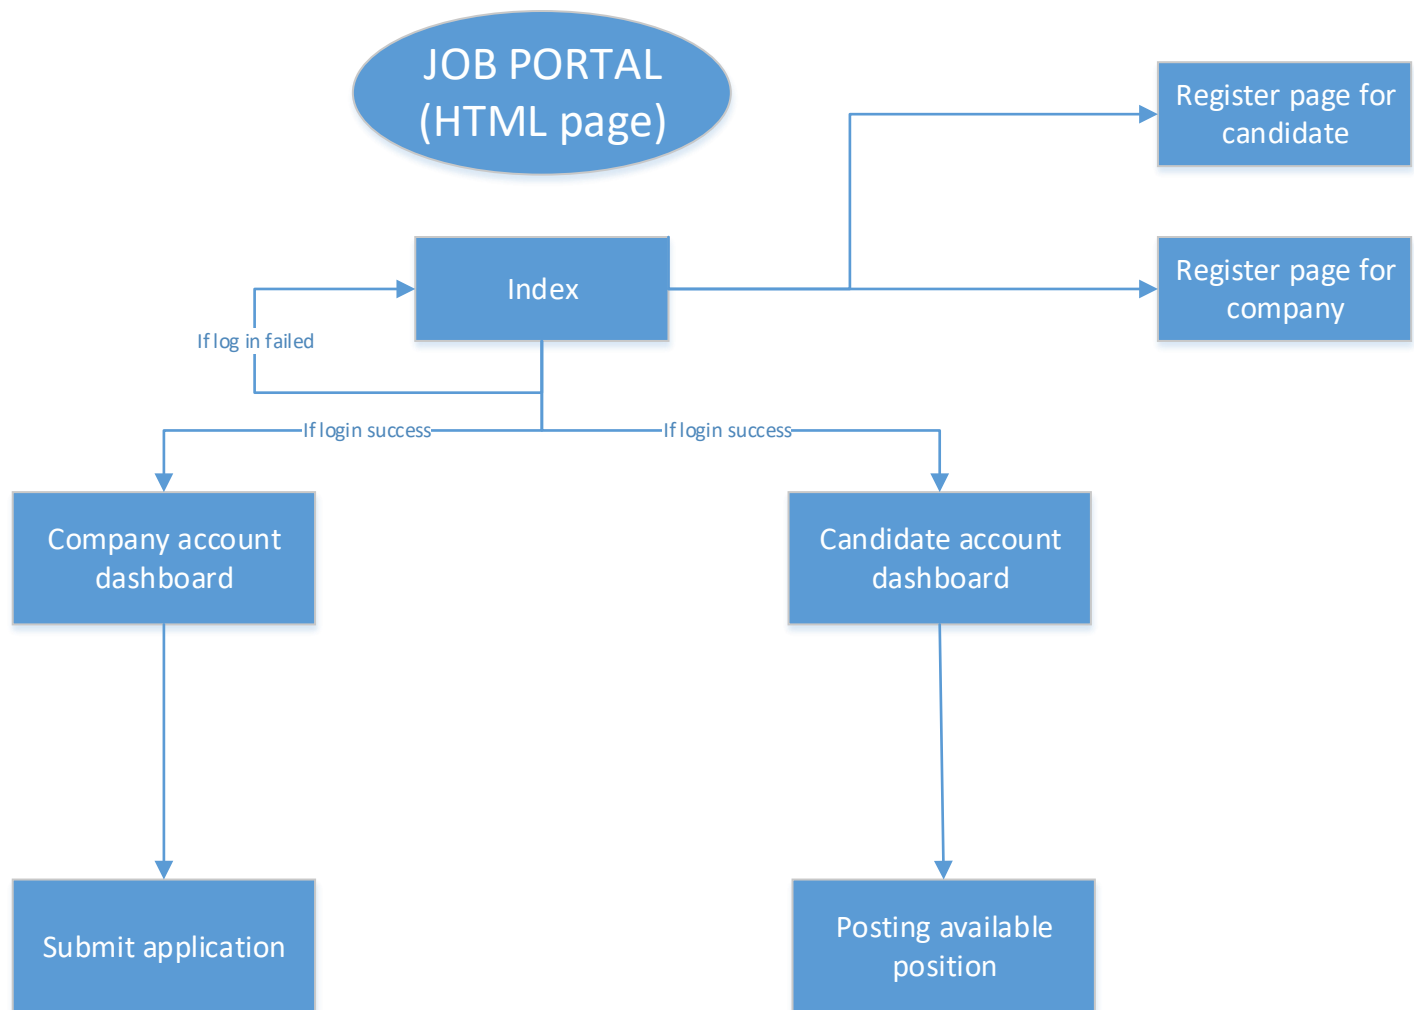 JOB PORTAL
(HTML page)
Register page for
candidate
Index
Register page for
company
If log in failed
If login success
If login success
Company account
dashboard
Candidate account
dashboard
Submit application
Posting available
position